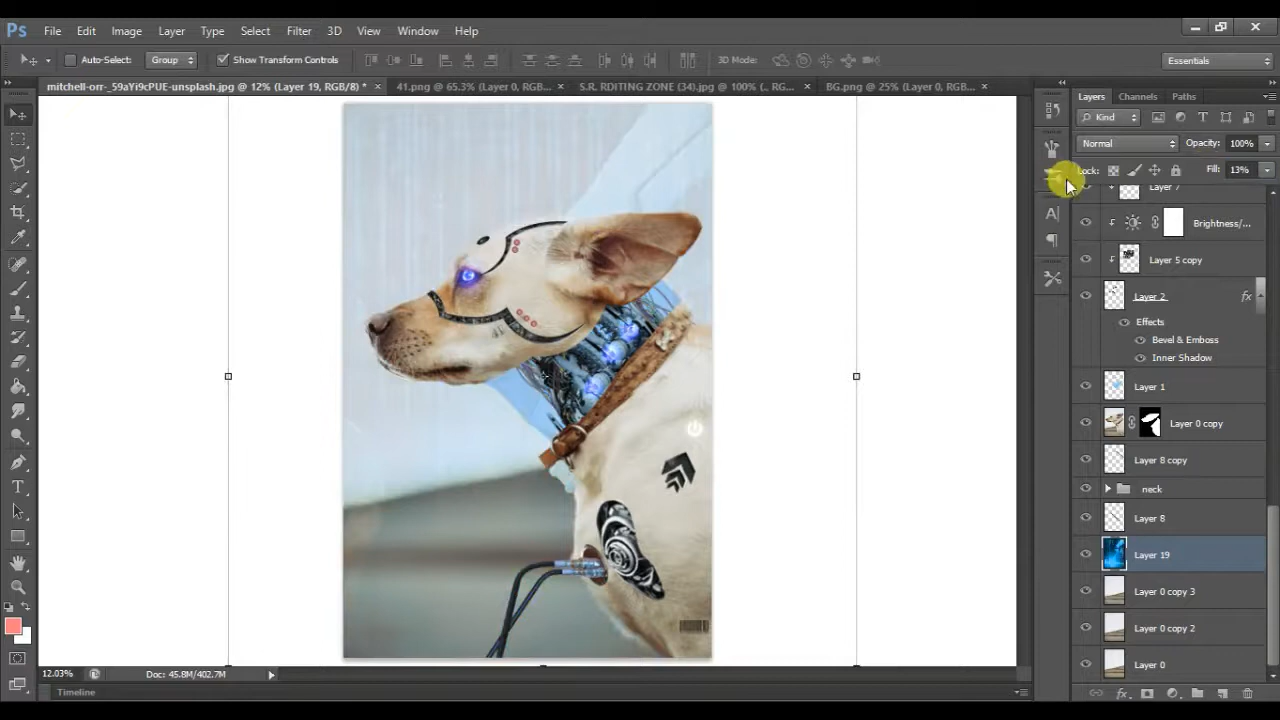 Ps File Edit Image Layer Type Select Filter 3D View Window Help
Auto-Select: Group Show Transform Controls 3D Mode: Essentials
mitchell-orr-_59aYi9cPUE-unsplash.jpg @ 12% (Layer 19, RGB/8) * × 41.png @ 65.3% (Layer 0, RGB... × S.R. RDITING ZONE (34).jpg @ 100% (.. RG... × BG.png @ 25% (Layer 0, RGB... ×
Layers Channels Paths
Kind
Normal Opacity: 100%
Lock: Fill: 13%
Layer 7
Brightness/...
Layer 5 copy
Layer 2 fx
Effects
Bevel & Emboss
Inner Shadow
Layer 1
Layer 0 copy
Layer 8 copy
neck
Layer 8
Layer 19
Layer 0 copy 3
Layer 0 copy 2
Layer 0
12.03% Doc: 45.8M/402.7M
Timeline